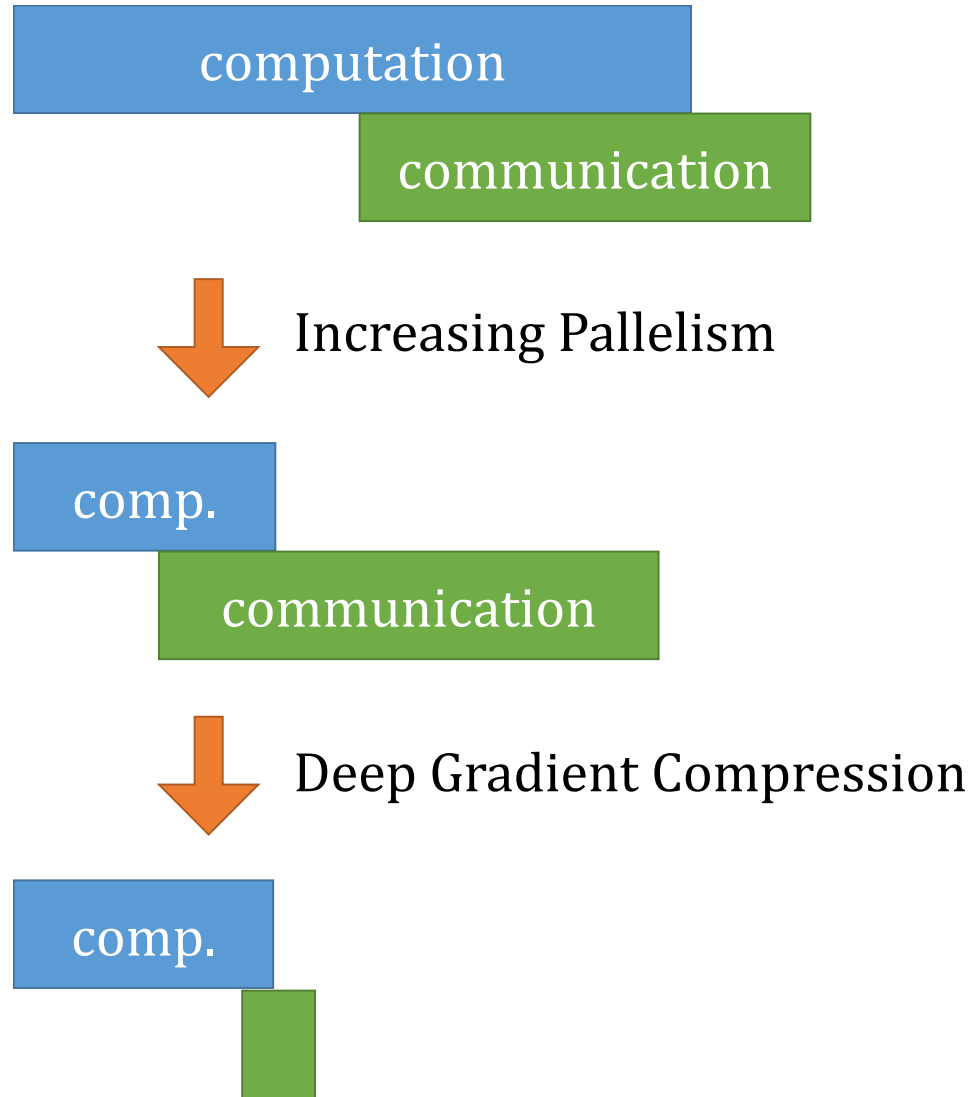 computation
communication
Increasing Pallelism
comp.
communication
Deep Gradient Compression
comp.